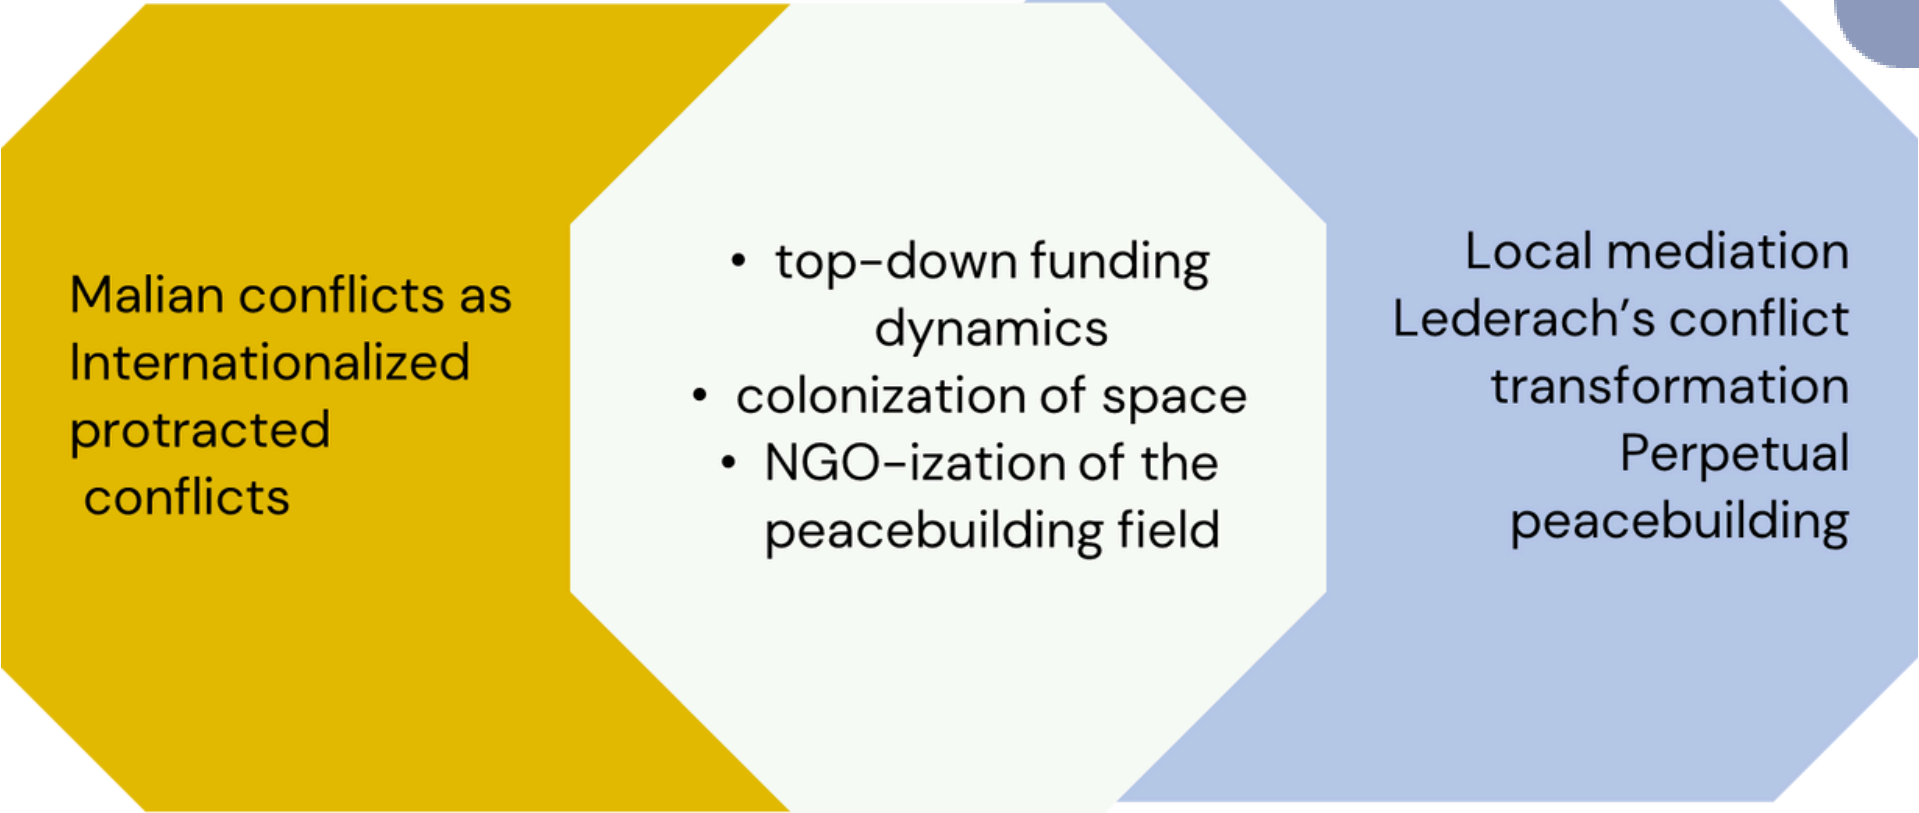 Malian conflicts as
Internationalized
protracted
conflicts
• top-down funding
dynamics
• colonization of space
• NGO-ization of the
peacebuilding field
Local mediation
Lederach’s conflict
transformation
Perpetual
peacebuilding